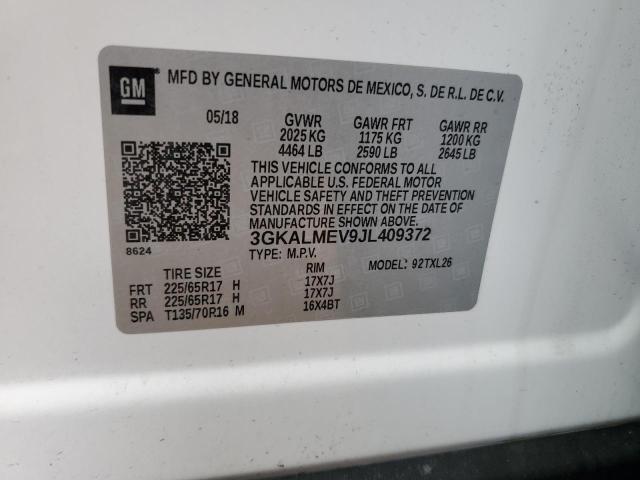 GM
MFD BY GENERAL MOTORS DE MEXICO, S. DE R.L. DE C.V.
05/18 GVWR GAWR FRT GAWR RR
2025 KG 1175 KG 1200 KG
4464 LB 2590 LB 2645 LB
THIS VEHICLE CONFORMS TO ALL
APPLICABLE U.S. FEDERAL MOTOR
VEHICLE SAFETY AND THEFT PREVENTION
STANDARDS IN EFFECT ON THE DATE OF
MANUFACTURE SHOWN ABOVE.
8624 3GKALMEV9JL409372
TYPE: M.P.V. MODEL: 92TXL26
TIRE SIZE RIM
FRT 225/65R17 H 17X7J
RR 225/65R17 H 17X7J
SPA T135/70R16 M 16X4BT